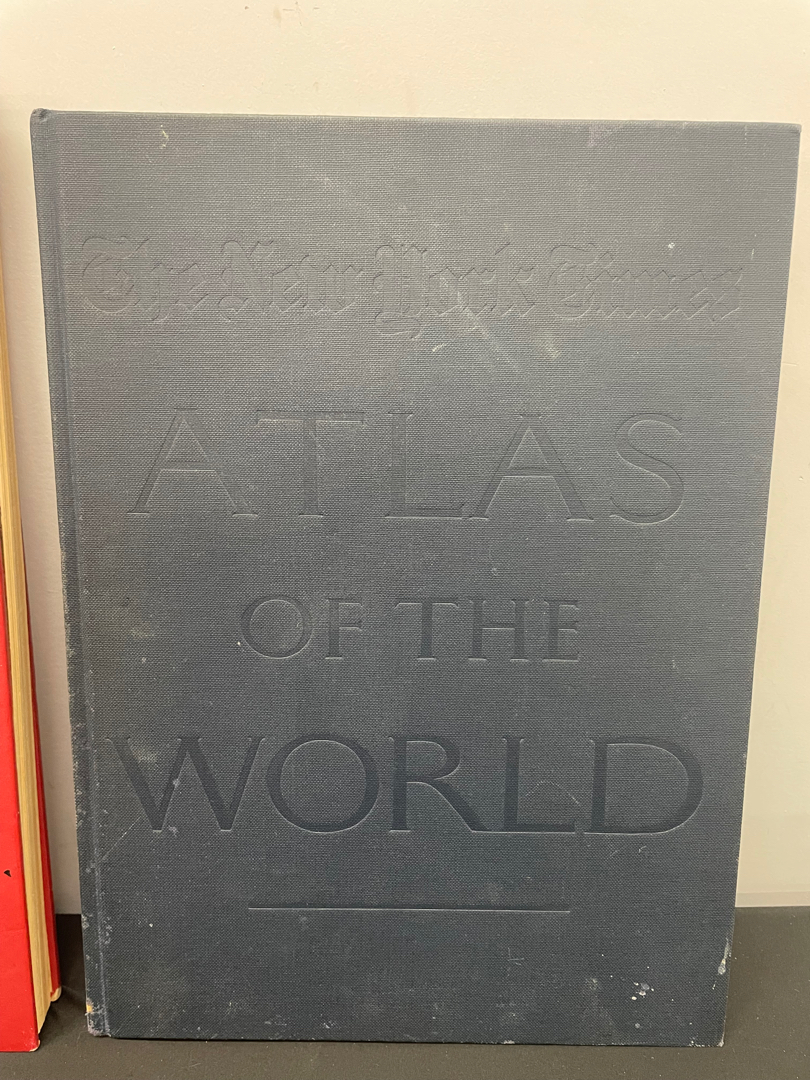 The New York Times
ATLAS
OF THE
WORLD